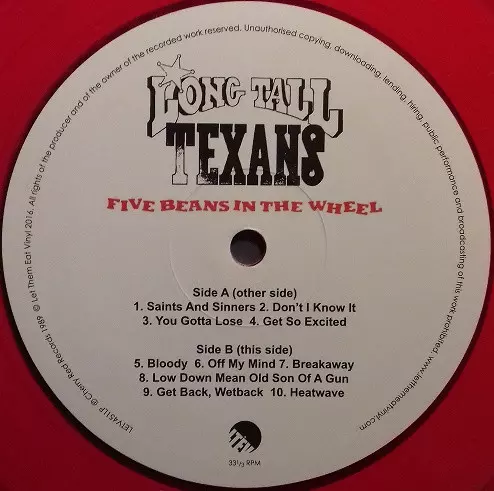 LONG TALL
TEXANS
FIVE BEANS IN THE WHEEL
Side A (other side)
1. Saints And Sinners 2. Don't I Know It
3. You Gotta Lose 4. Get So Excited
Side B (this side)
5. Bloody 6. Off My Mind 7. Breakaway
8. Low Down Mean Old Son Of A Gun
9. Get Back, Wetback 10. Heatwave
LTEV
33⅓ RPM
LETV451LP ℗ Cherry Red Records 1989 © Let Them Eat Vinyl 2016. All rights of the producer and of the owner of the recorded work reserved. Unauthorised copying, downloading, lending, hiring, public performance and broadcasting of this work prohibited. www.letthemeatvinyl.com